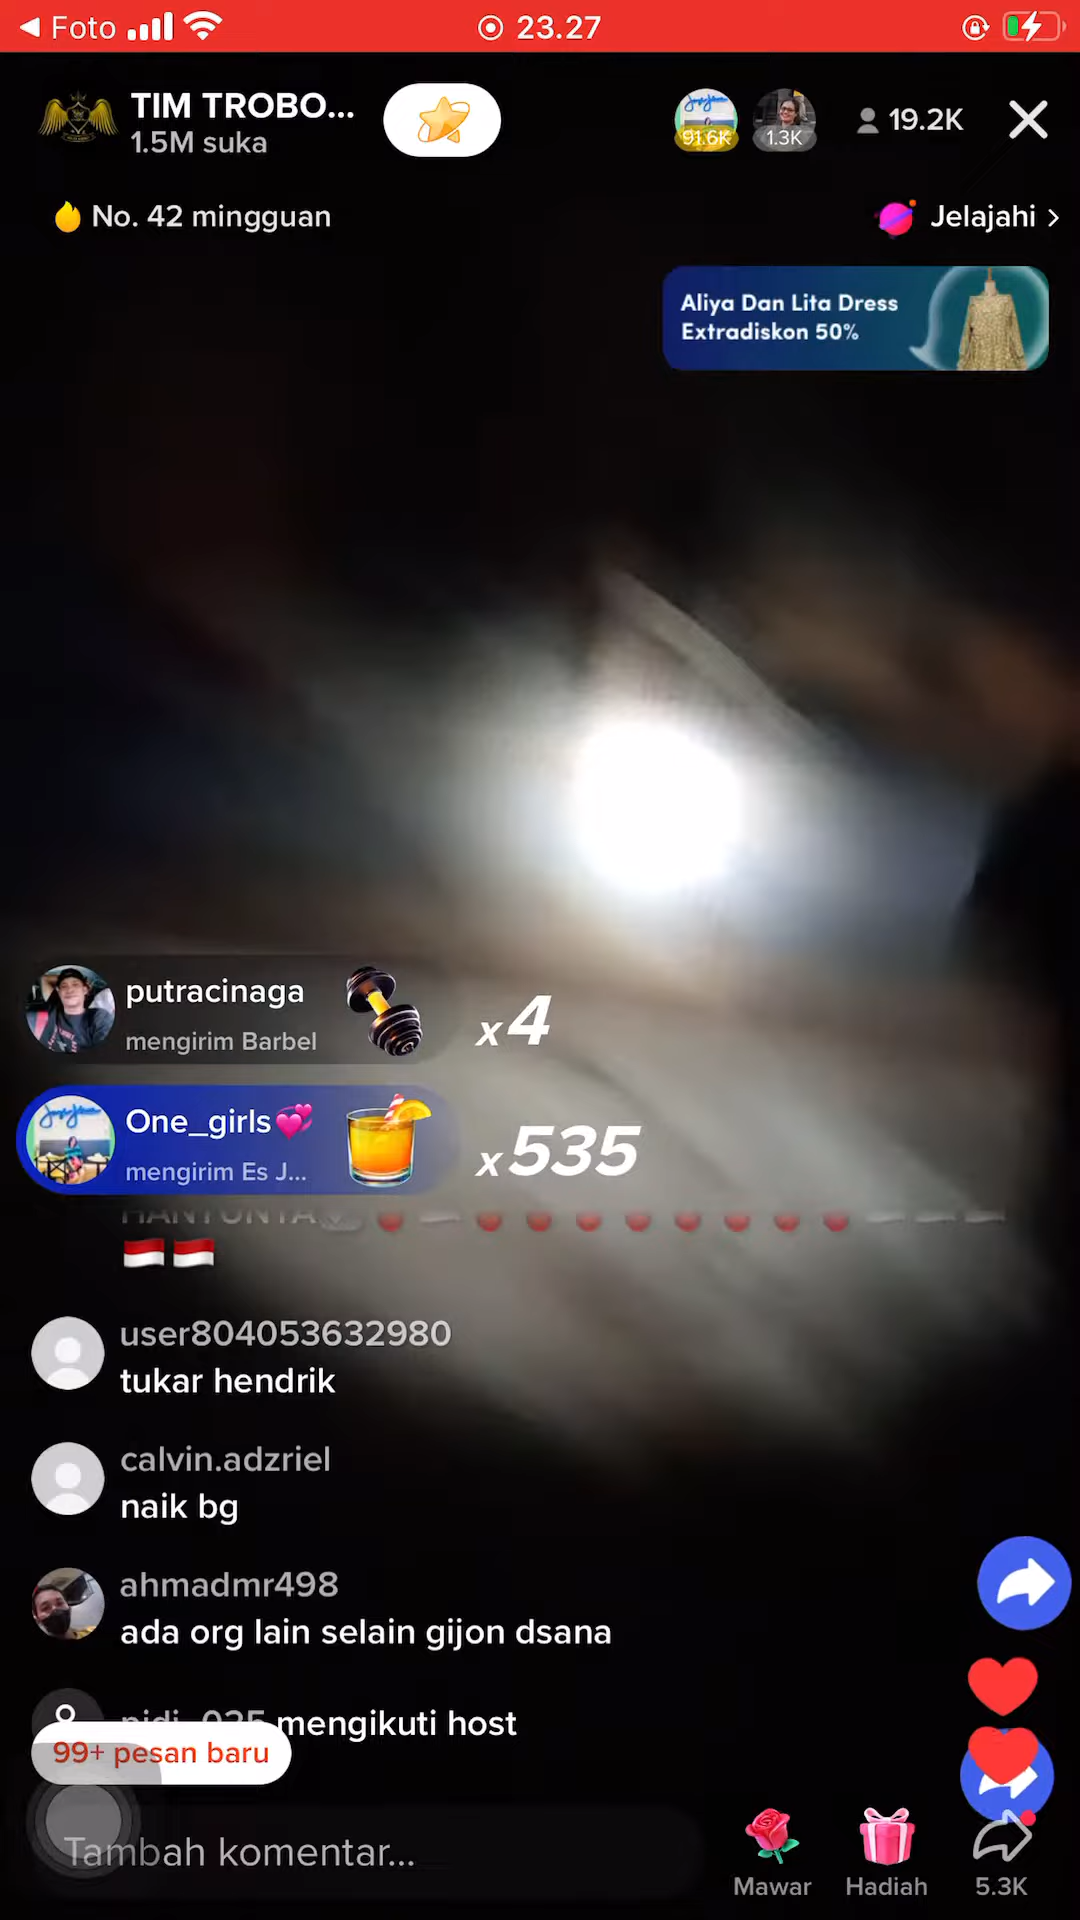 Foto
23.27
TIM TROBO...
1.5M suka
91.6K
1.3K
19.2K
No. 42 mingguan
Jelajahi >
Aliya Dan Lita Dress
Extradiskon 50%
putracinaga
mengirim Barbel
x4
One_girls💞
mengirim Es J...
x535
user804053632980
tukar hendrik
calvin.adzriel
naik bg
ahmadmr498
ada org lain selain gijon dsana
mengikuti host
99+ pesan baru
Tambah komentar...
Mawar
Hadiah
5.3K